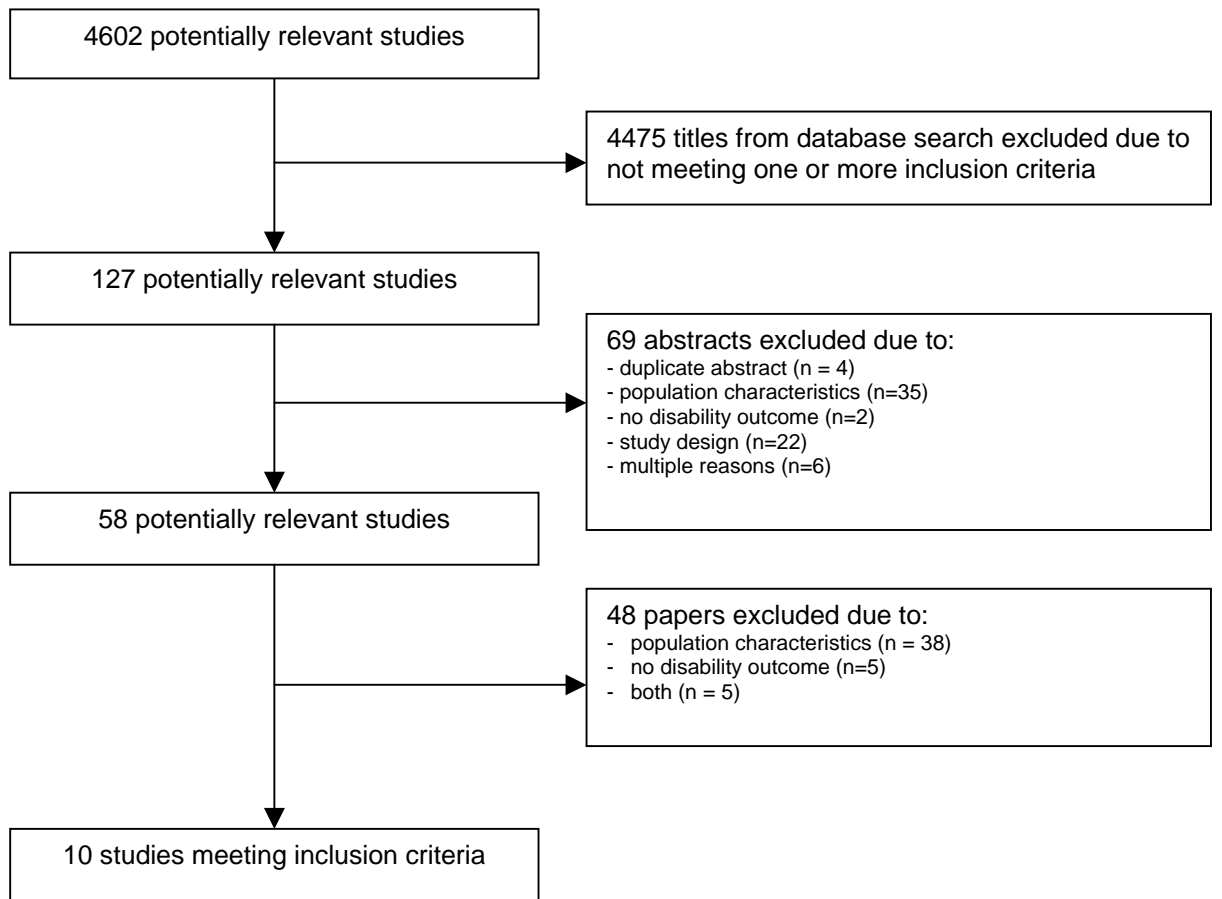 4602 potentially relevant studies
4475 titles from database search excluded due to
not meeting one or more inclusion criteria
127 potentially relevant studies
69 abstracts excluded due to:
- duplicate abstract (n = 4)
- population characteristics (n=35)
- no disability outcome (n=2)
- study design (n=22)
- multiple reasons (n=6)
58 potentially relevant studies
48 papers excluded due to:
- population characteristics (n = 38)
- no disability outcome (n=5)
- both (n = 5)
10 studies meeting inclusion criteria